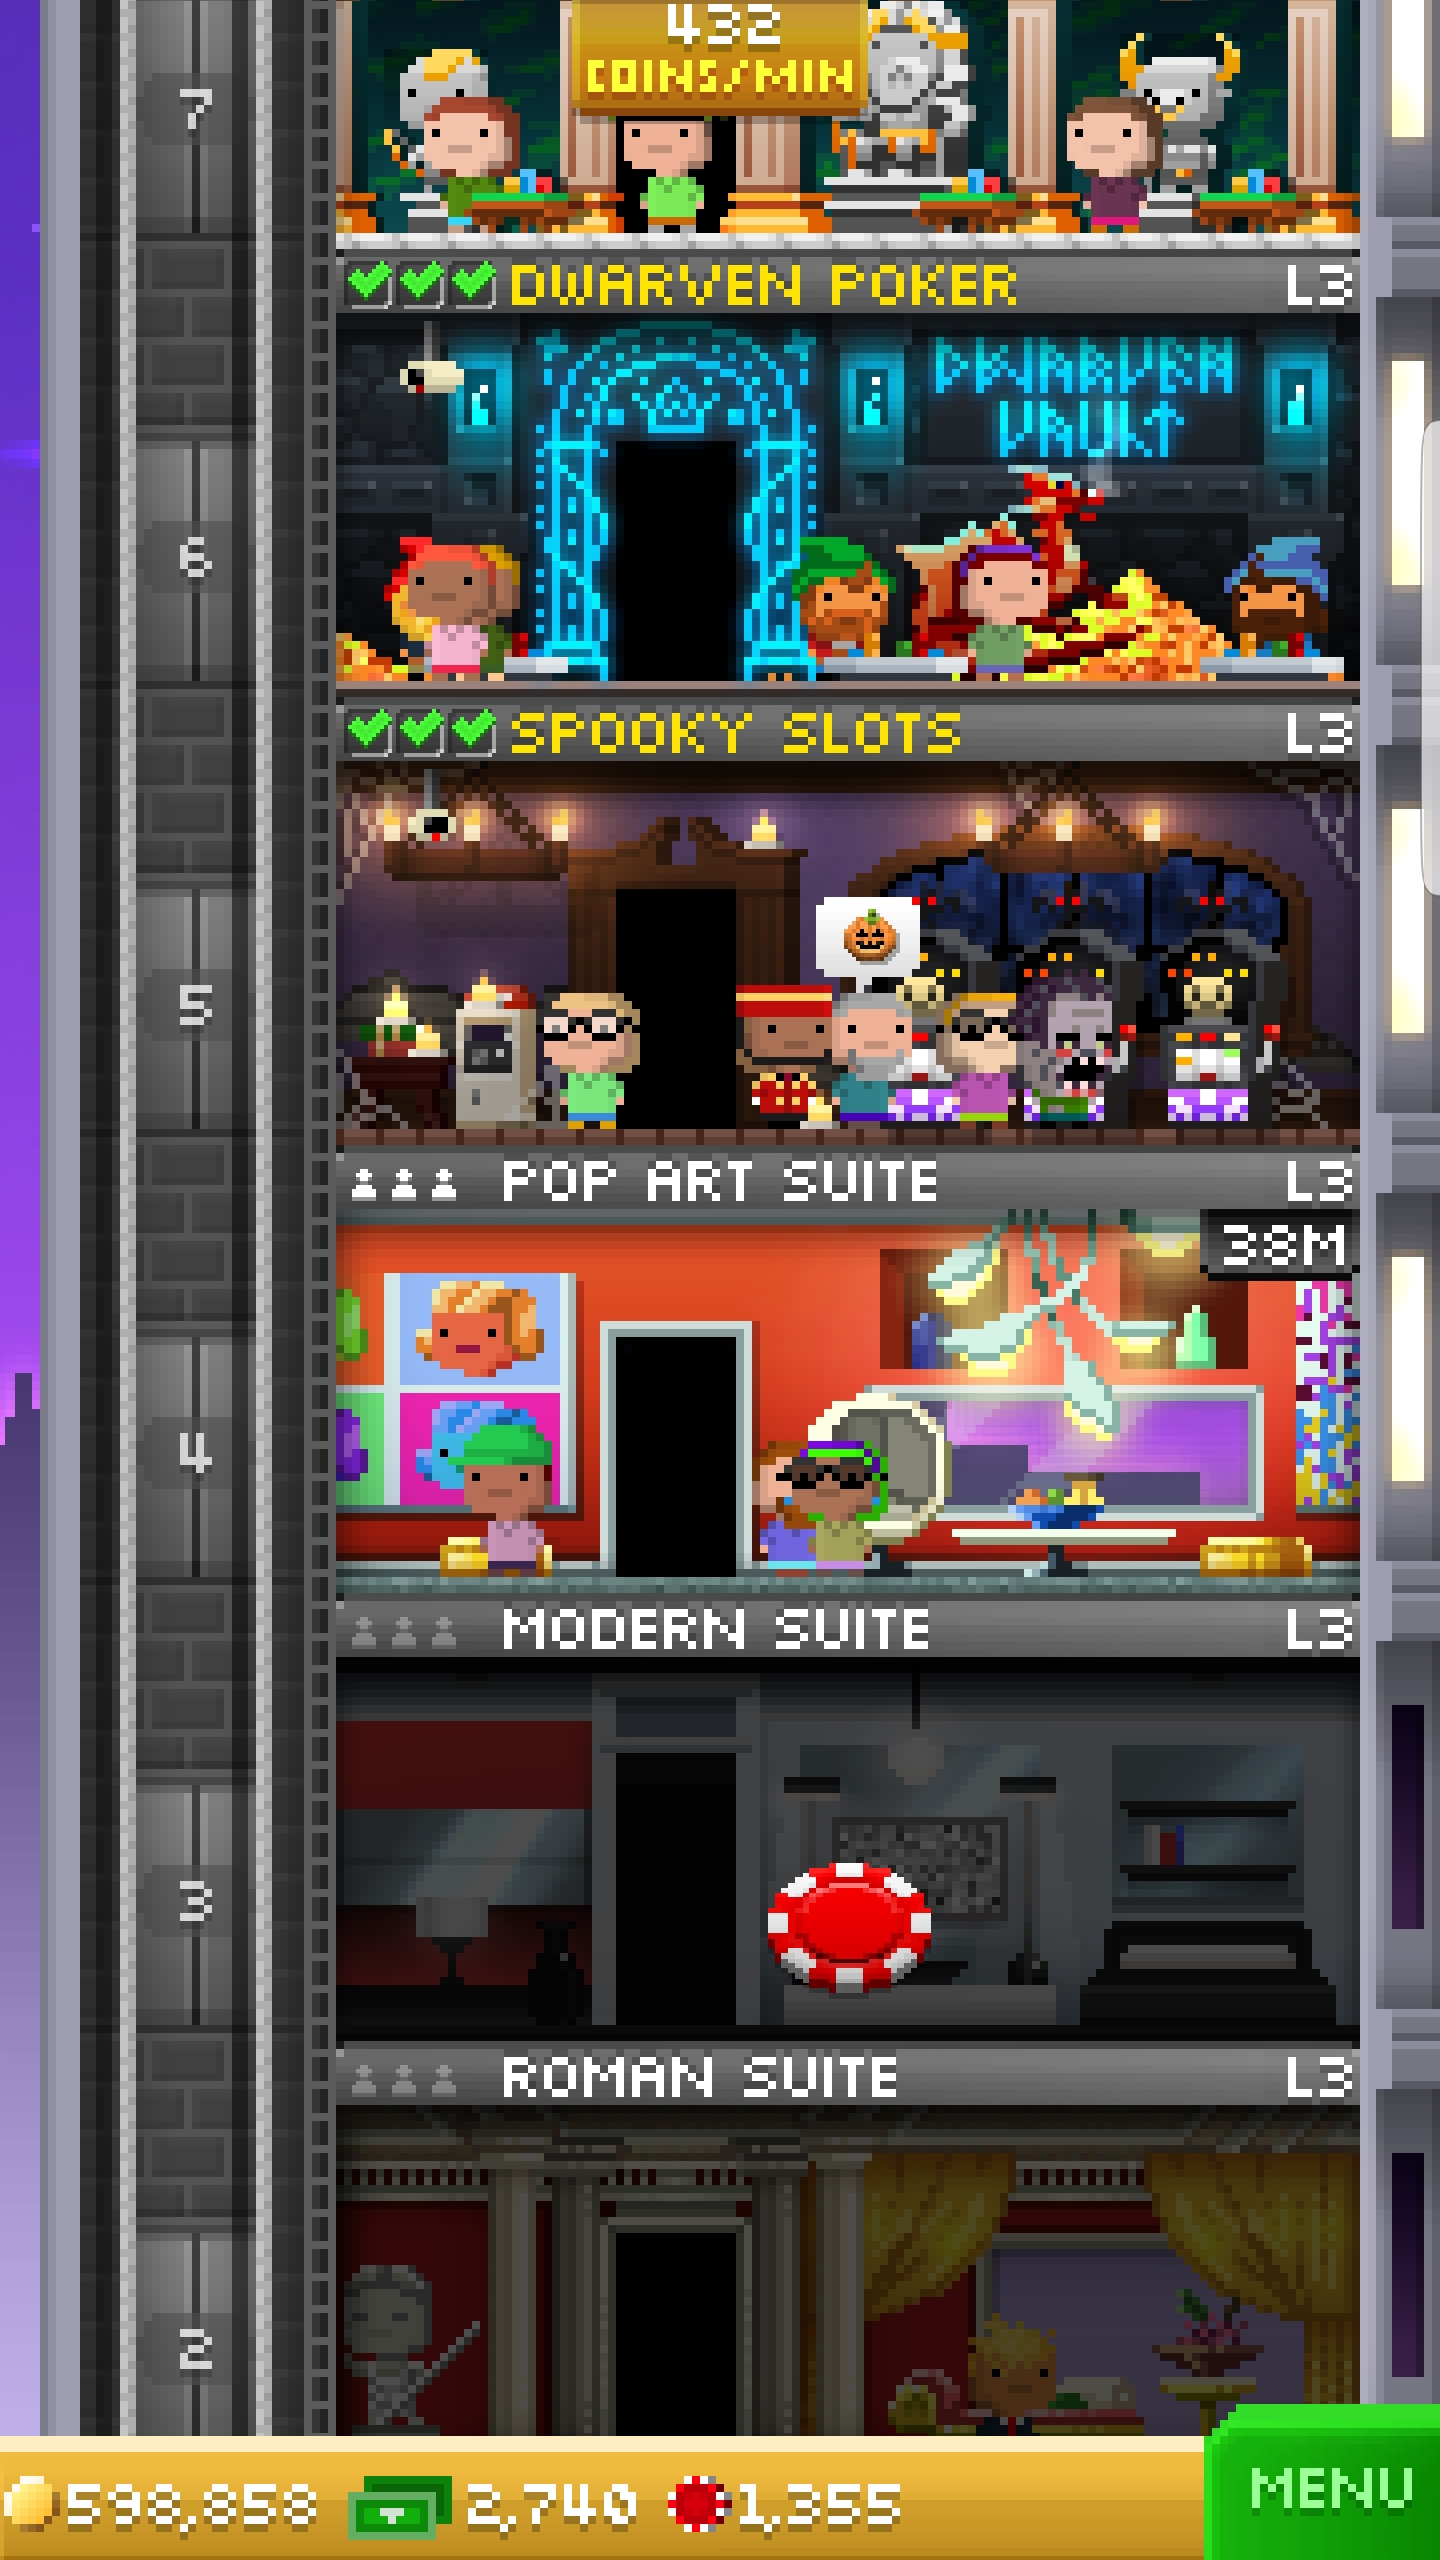 432
COINS/MIN
7
DWARVEN POKER L3
DWARVEN
VAULT
6
SPOOKY SLOTS L3
5
POP ART SUITE L3
38M
4
MODERN SUITE L3
3
ROMAN SUITE L3
2
598,858 2,740 1,355
MENU